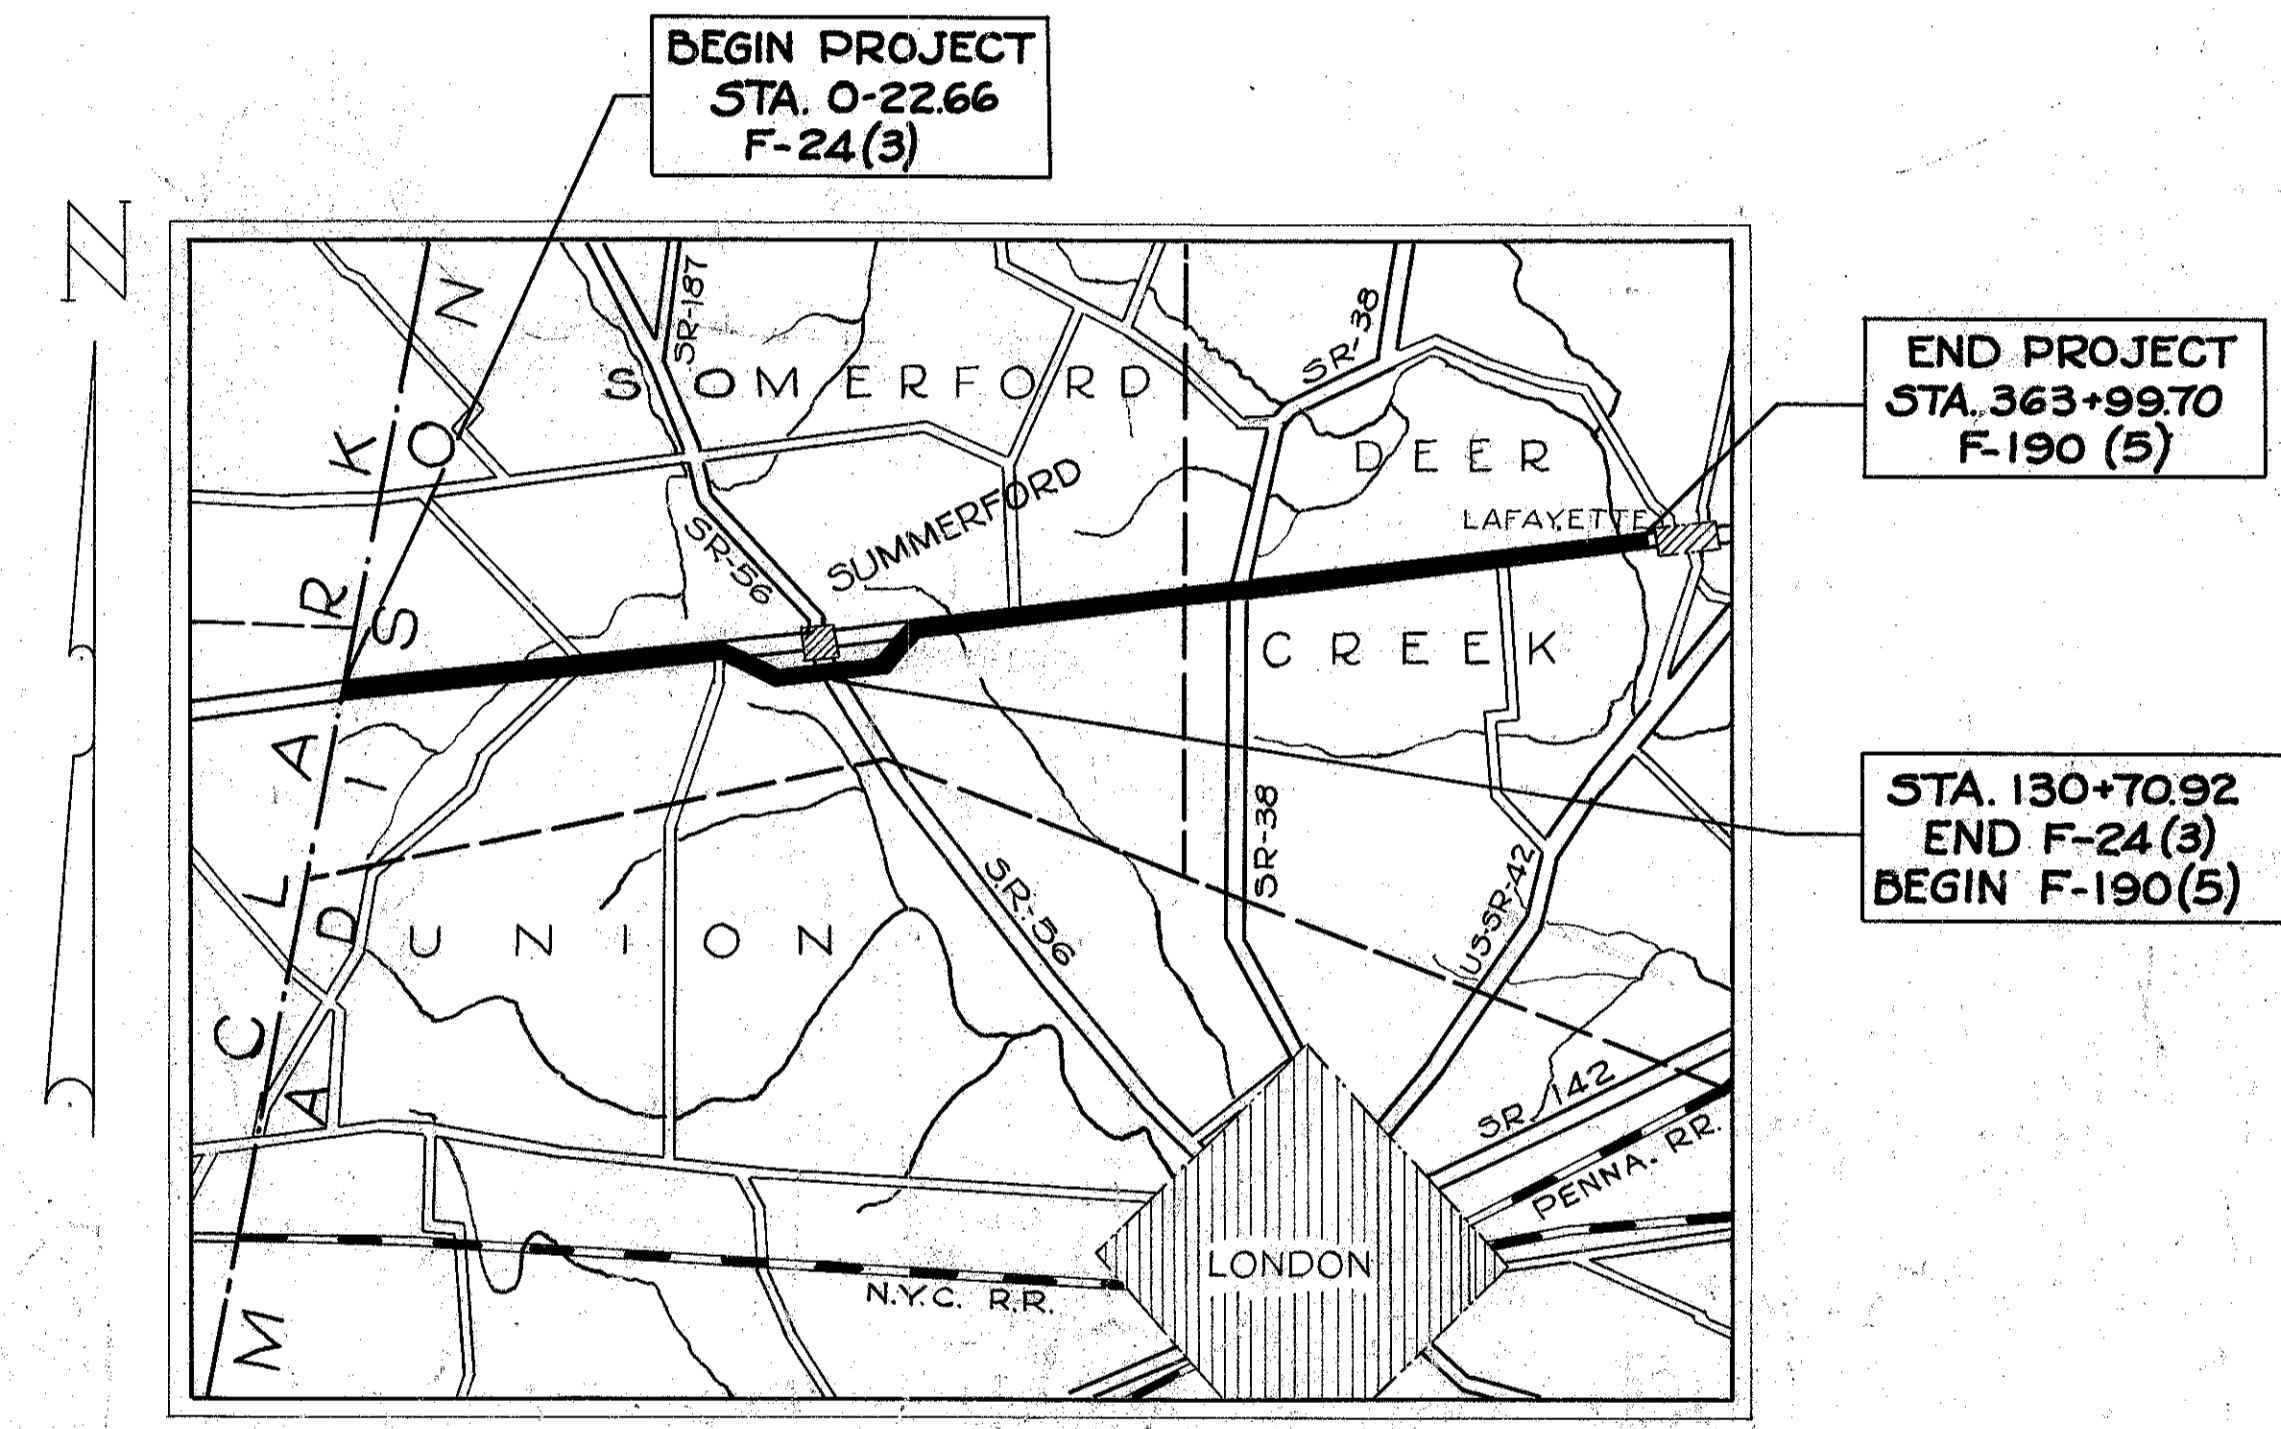 BEGIN PROJECT
STA. 0-22.66
F-24(3)
N
SR-187
SR-38
SOMERFORD
END PROJECT
STA. 363+99.70
F-190 (5)
DEER
SUMMERFORD
LAFAYETTE
SR-56
CREEK
CLARK
MADISON
STA. 130+70.92
END F-24(3)
BEGIN F-190(5)
SR-38
SR-56
US-SR-42
UNION
SR. 142
PENNA. RR.
LONDON
N.Y.C. R.R.